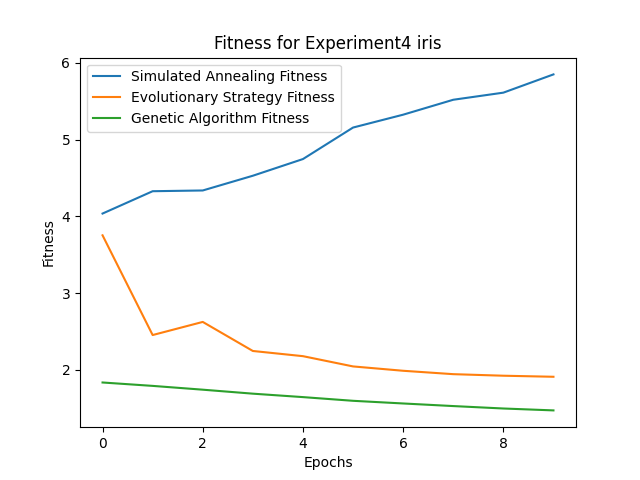 Fitness for Experiment4 iris
Simulated Annealing Fitness
Evolutionary Strategy Fitness
Genetic Algorithm Fitness
Fitness
6
5
4
3
2
0 2 4 6 8
Epochs